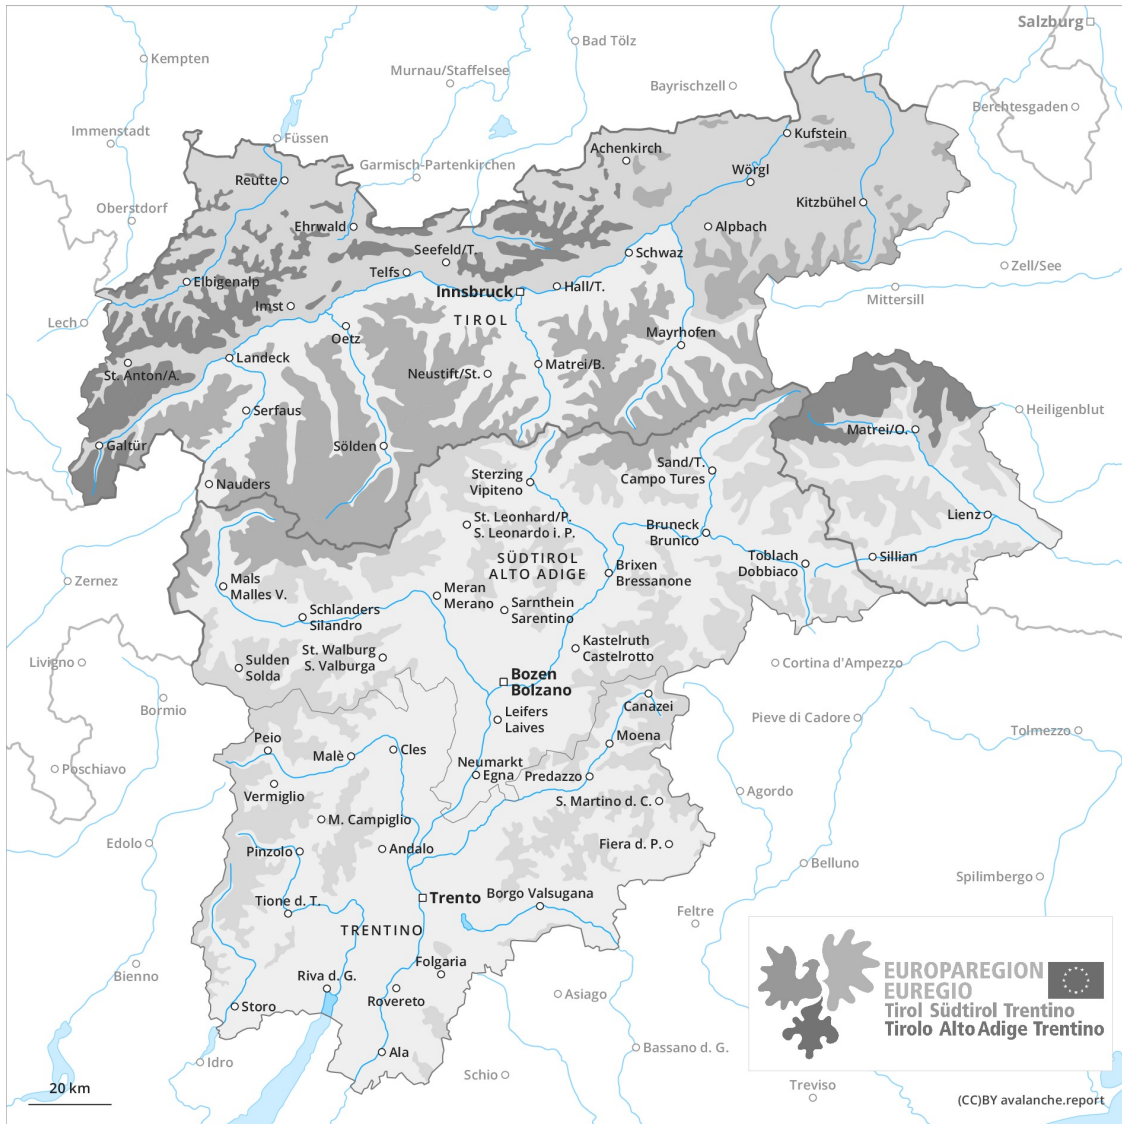 Salzburg
Bad Tölz
Kempten
Murnau/Staffelsee
Bayrischzell
Berchtesgaden
Immenstadt
Füssen
Kufstein
Achenkirch
Garmisch-Partenkirchen
Wörgl
Reutte
Oberstdorf
Kitzbühel
Ehrwald
Alpbach
Seefeld/T.
Schwaz
Telfs
Zell/See
Elbigenalp
Hall/T.
Innsbruck
Mittersill
Imst
TIROL
Lech
Oetz
Mayrhofen
Landeck
Matrei/B.
St. Anton/A.
Neustift/St.
Serfaus
Heiligenblut
Matrei/O.
Galtür
Sölden
Sand/T.
Campo Tures
Sterzing
Vipiteno
Nauders
St. Leonhard/P.
S. Leonardo i. P.
Lienz
Bruneck
Brunico
SÜDTIROL
ALTO ADIGE
Toblach
Dobbiaco
Sillian
Brixen
Bressanone
Zernez
Mals
Malles V.
Meran
Merano
Sarnthein
Sarentino
Schlanders
Silandro
Kastelruth
Castelrotto
St. Walburg
S. Valburga
Livigno
Sulden
Solda
Cortina d'Ampezzo
Bozen
Bolzano
Bormio
Canazei
Leifers
Laives
Pieve di Cadore
Tolmezzo
Peio
Moena
Cles
Malè
Neumarkt
Egna
Predazzo
Poschiavo
Vermiglio
Agordo
S. Martino d. C.
M. Campiglio
Edolo
Fiera d. P.
Pinzolo
Andalo
Belluno
Spilimbergo
Borgo Valsugana
Tione d. T.
Trento
Feltre
TRENTINO
Folgaria
Bienno
Riva d. G.
Rovereto
Asiago
Storo
EUROPAREGION
EUREGIO
Tirol Südtirol Trentino
Tirolo Alto Adige Trentino
Ala
Bassano d. G.
Idro
Schio
Treviso
20 km
(CC)BY avalanche.report